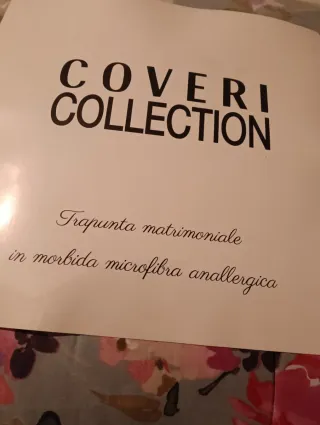 COVERI
COLLECTION
Trapunta matrimoniale
in morbida microfibra anallergica